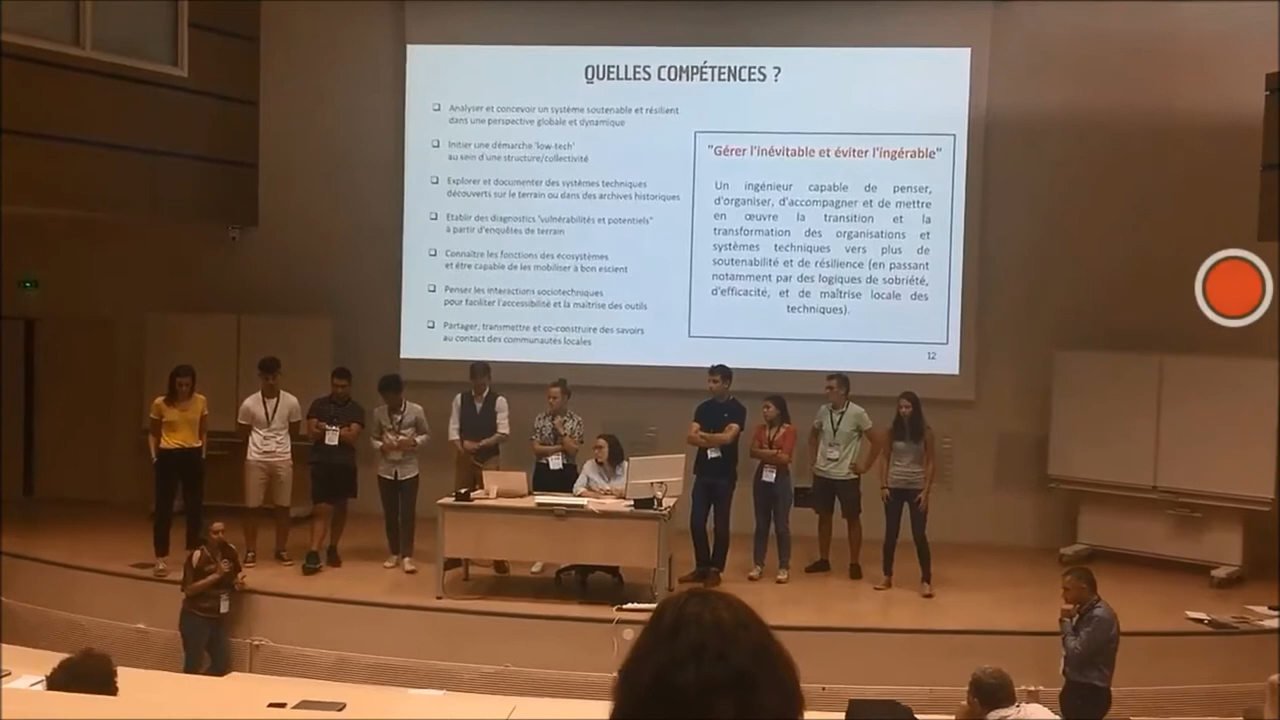 QUELLES COMPÉTENCES ?
Analyser et concevoir un système soutenable et résilient
dans une perspective globale et dynamique
Initier une démarche 'low-tech'
au sein d'une structure/collectivité
Explorer et documenter des systèmes techniques
découverts sur le terrain ou dans des archives historiques
Etablir des diagnostics "vulnérabilités et potentiels"
à partir d'enquêtes de terrain
Connaître les fonctions des écosystèmes
et être capable de les mobiliser à bon escient
Penser les interactions sociotechniques
pour faciliter l'accessibilité et la maîtrise des outils
Partager, transmettre et co-construire des savoirs
au contact des communautés locales
"Gérer l'inévitable et éviter l'ingérable"
Un ingénieur capable de penser,
d'organiser, d'accompagner et de mettre
en œuvre la transition et la
transformation des organisations et
systèmes techniques vers plus de
soutenabilité et de résilience (en passant
notamment par des logiques de sobriété,
d'efficacité, et de maîtrise locale des
techniques).
12